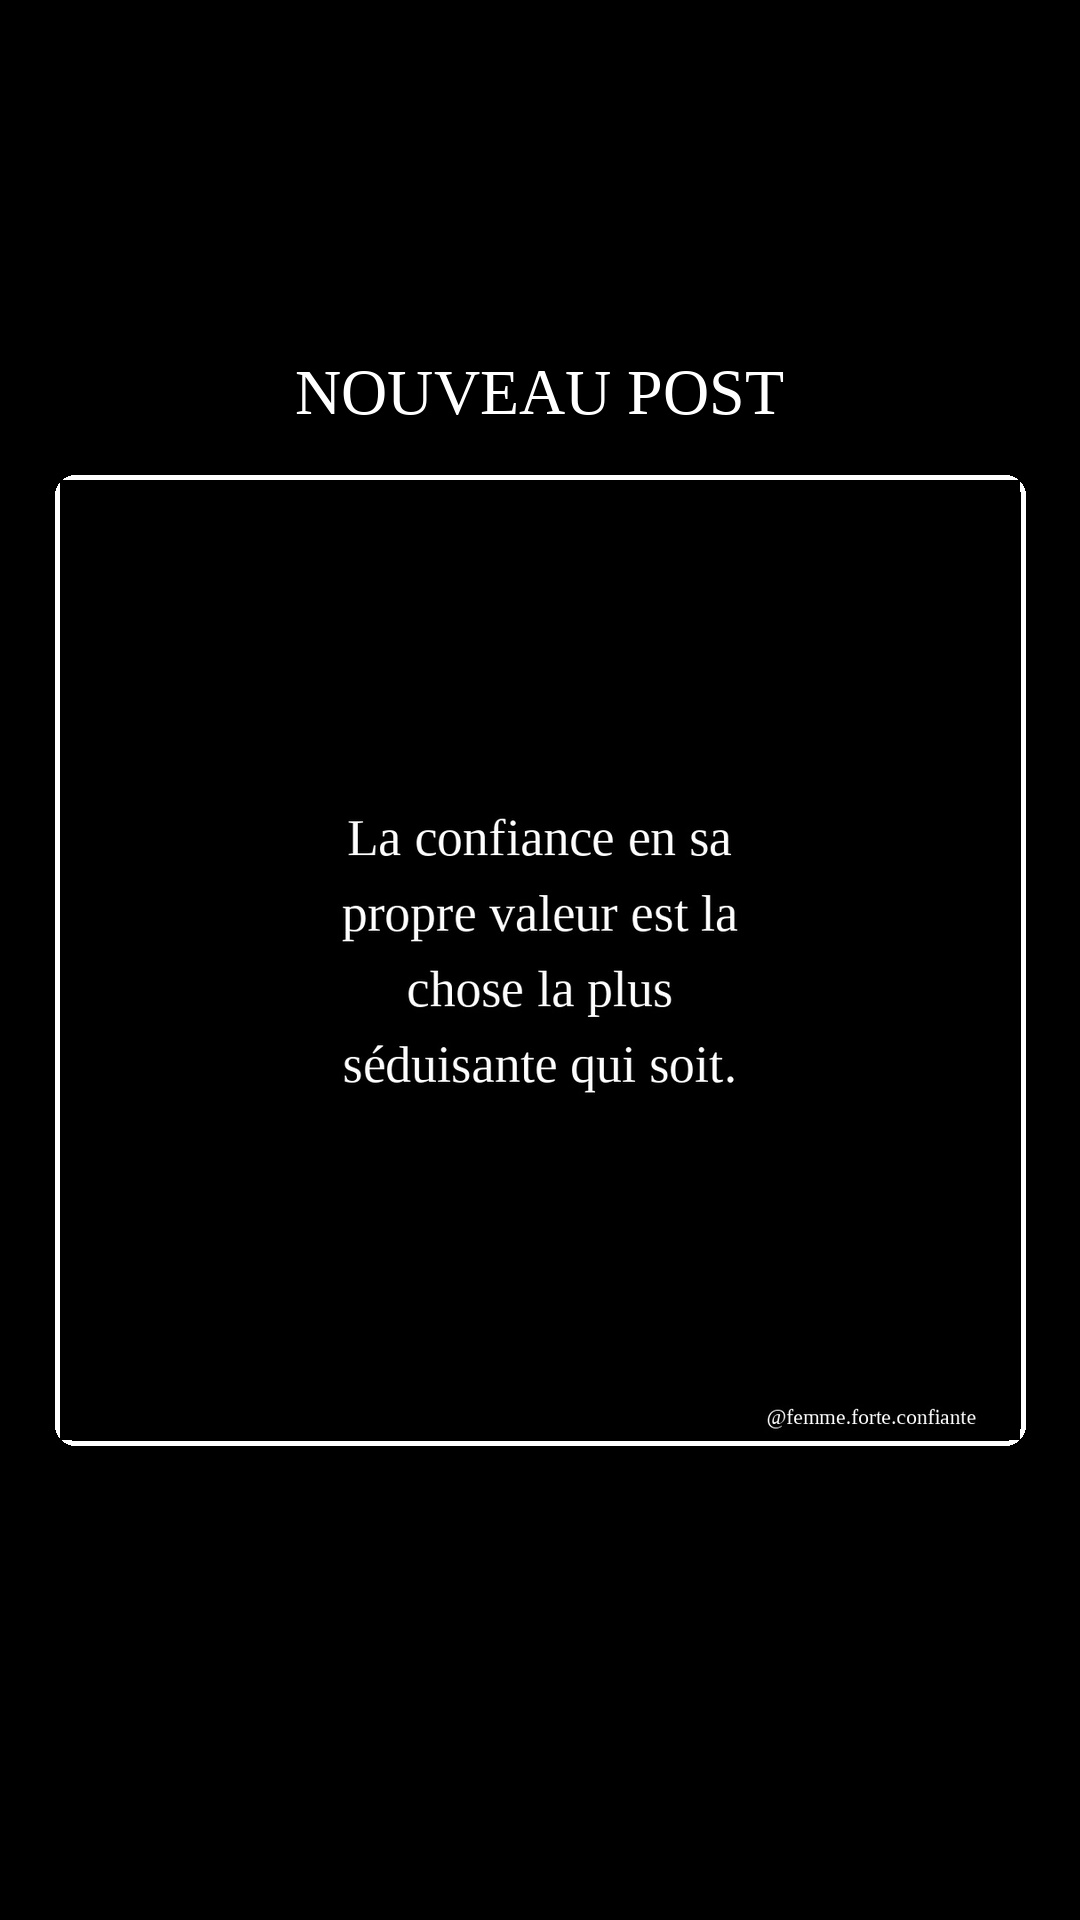 NOUVEAU POST
La confiance en sa
propre valeur est la
chose la plus
séduisante qui soit.
@femme.forte.confiante